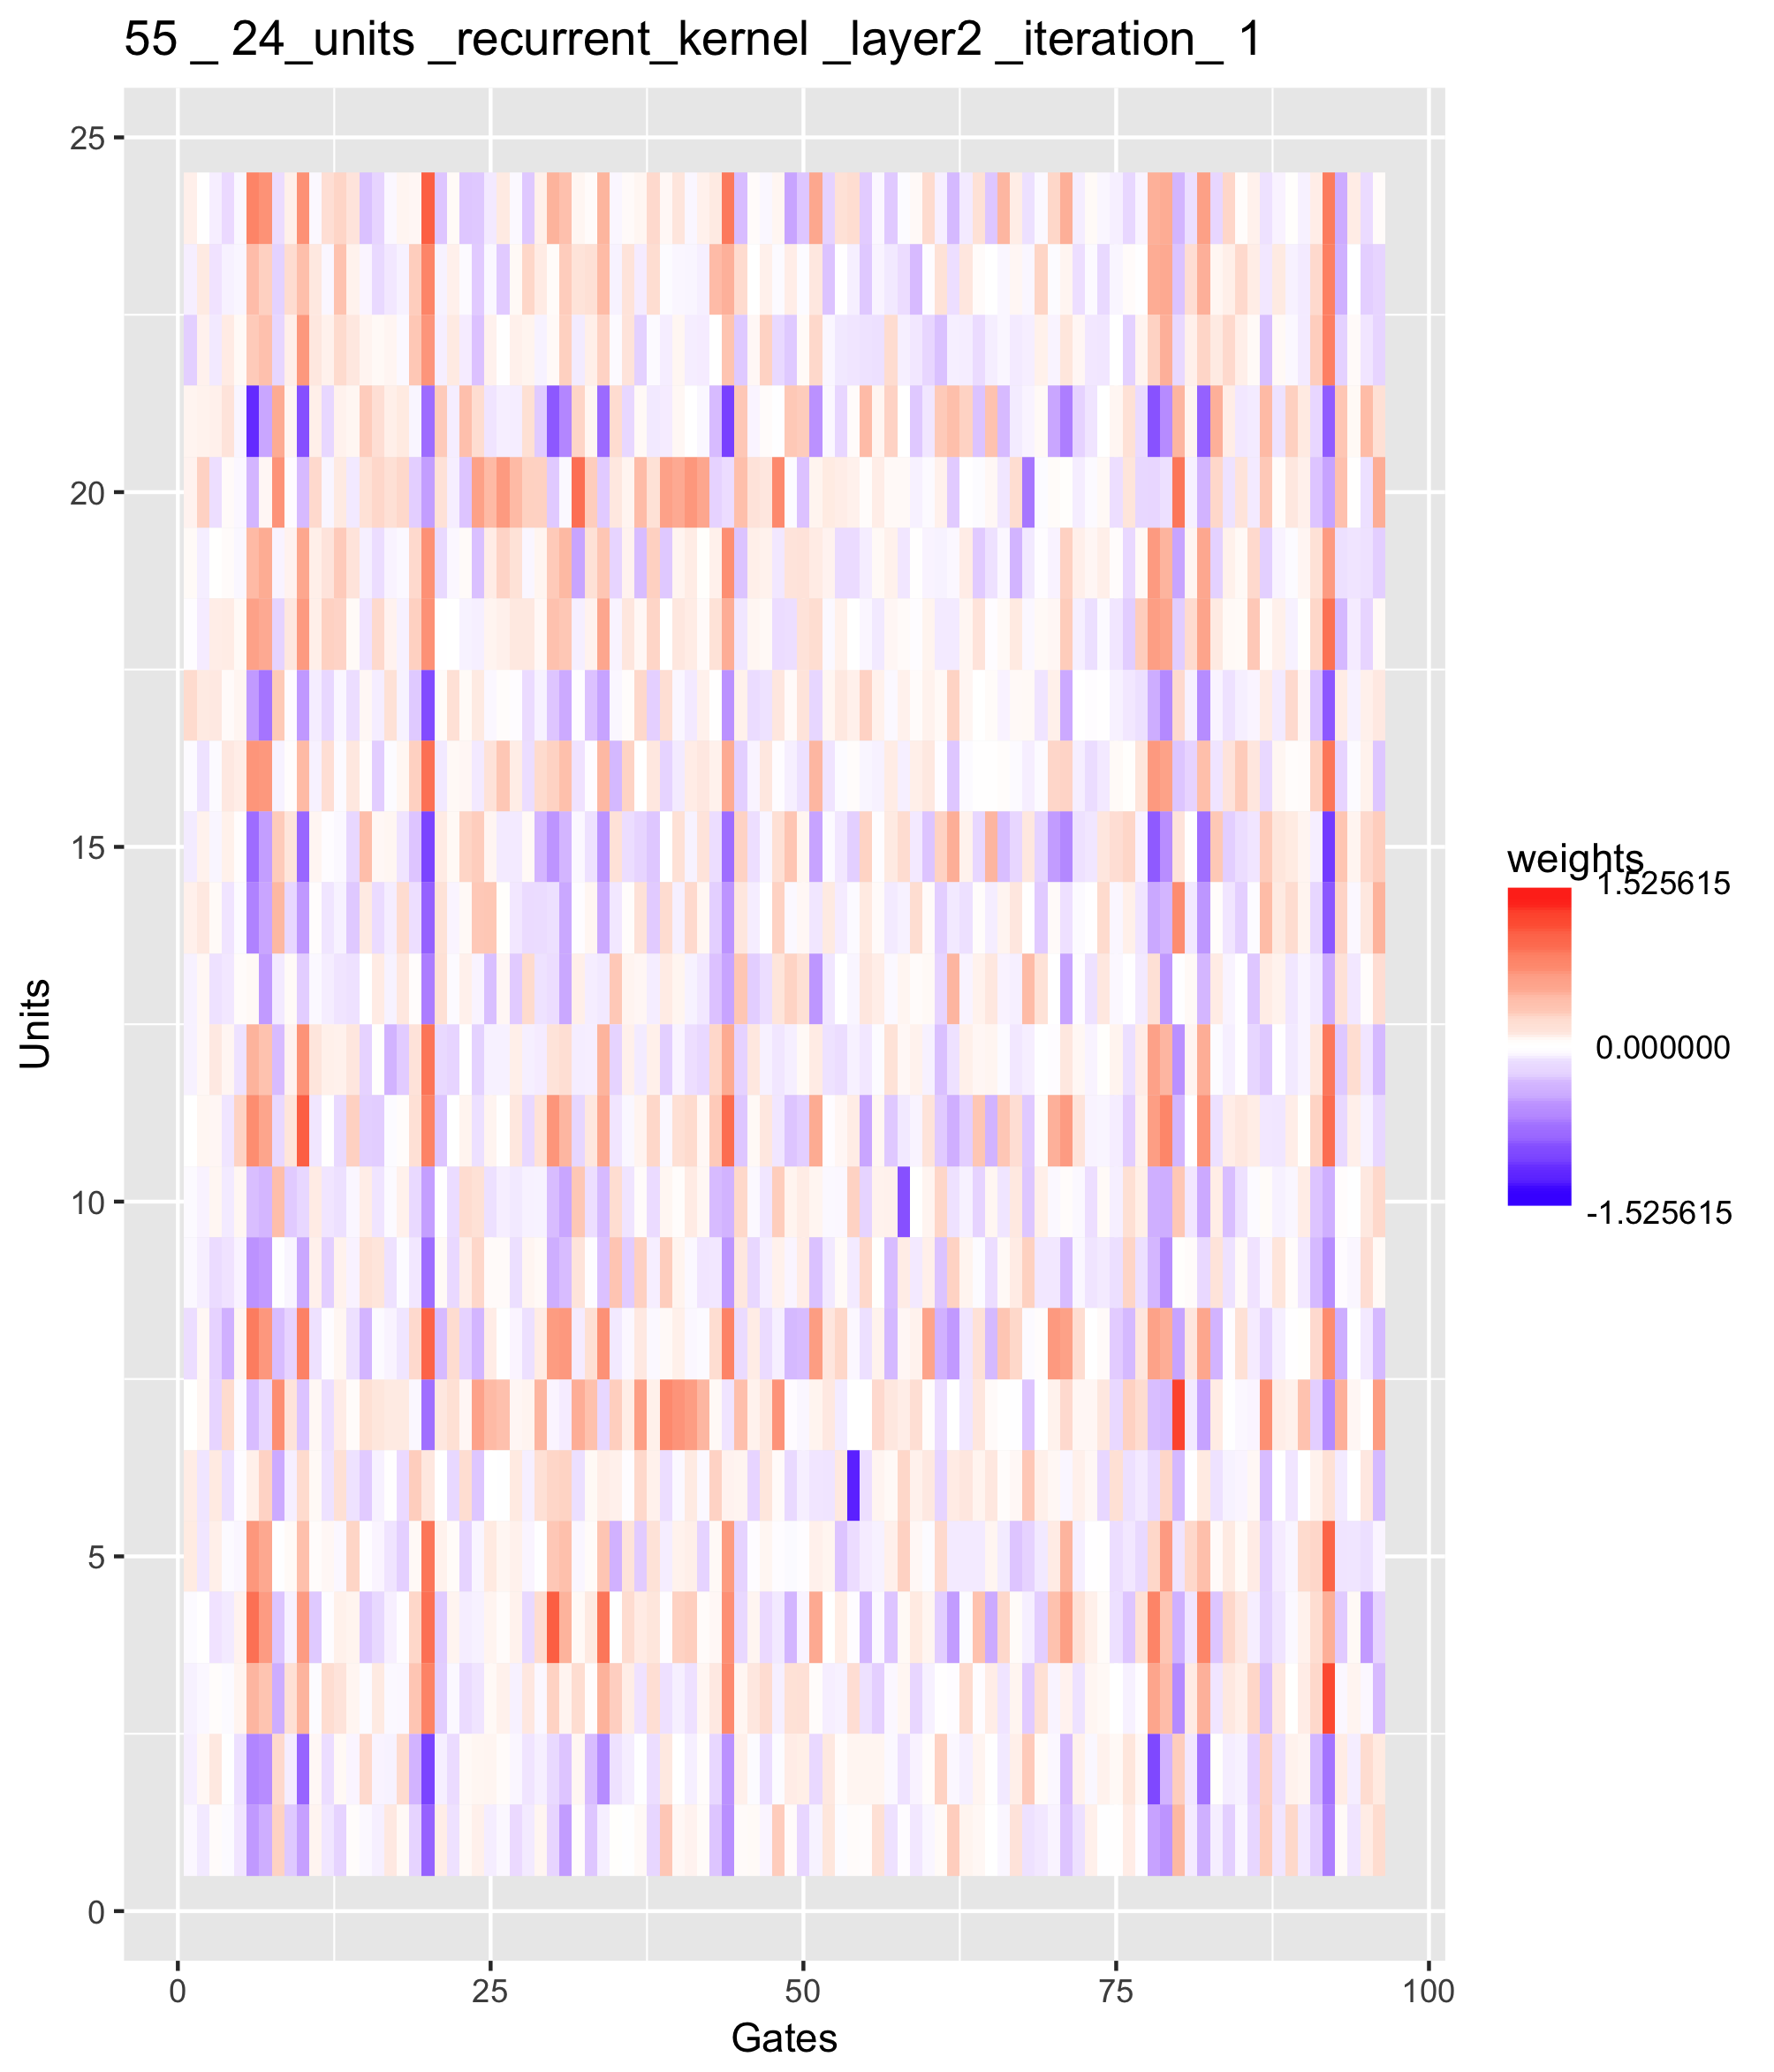 55 _ 24_units _recurrent_kernel _layer2 _iteration_ 1
25
20
15
10
5
0
Units
0 25 50 75 100
Gates
weights
1.525615
0.000000
-1.525615